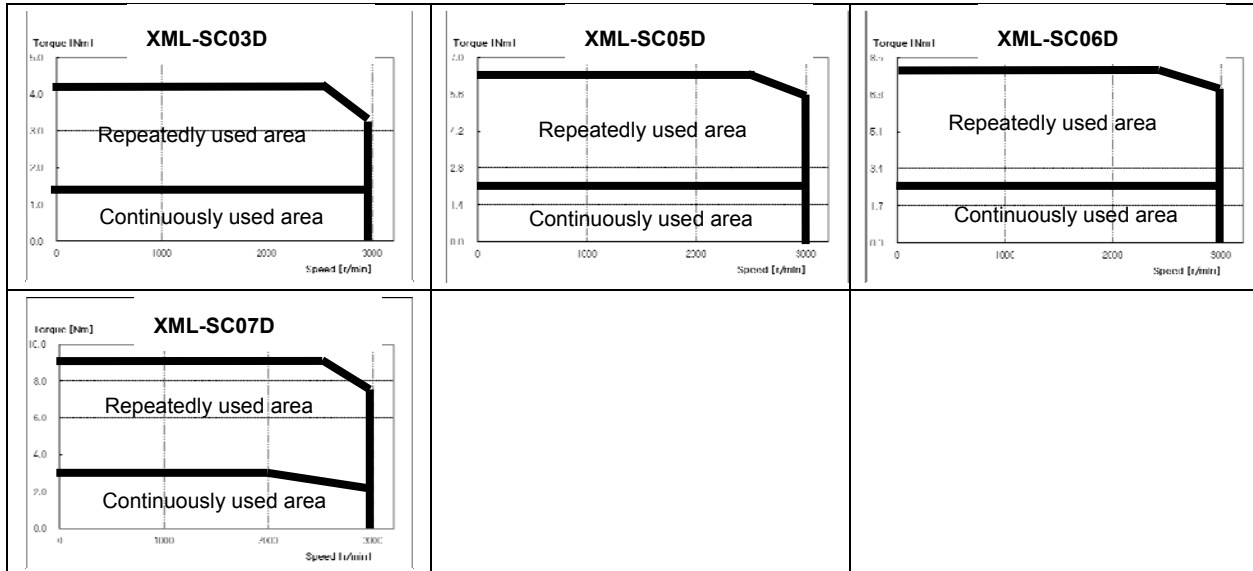 XML-SC03D
Torque [Nm]
5.0
4.0
3.0
Repeatedly used area
2.0
1.0
Continuously used area
0.0
0 1000 2000 3000
Speed [r/min]
XML-SC05D
Torque [Nm]
7.0
5.6
Repeatedly used area
4.2
2.8
1.4
Continuously used area
0.0
0 1000 2000 3000
Speed [r/min]
XML-SC06D
Torque [Nm]
8.5
Repeatedly used area
5.1
3.4
1.7
Continuously used area
0 1000 2000 3000
Speed [r/min]
XML-SC07D
Torque [Nm]
10.0
8.0
Repeatedly used area
6.0
4.0
2.0
Continuously used area
0.0
0 1000 2000 3000
Speed [r/min]